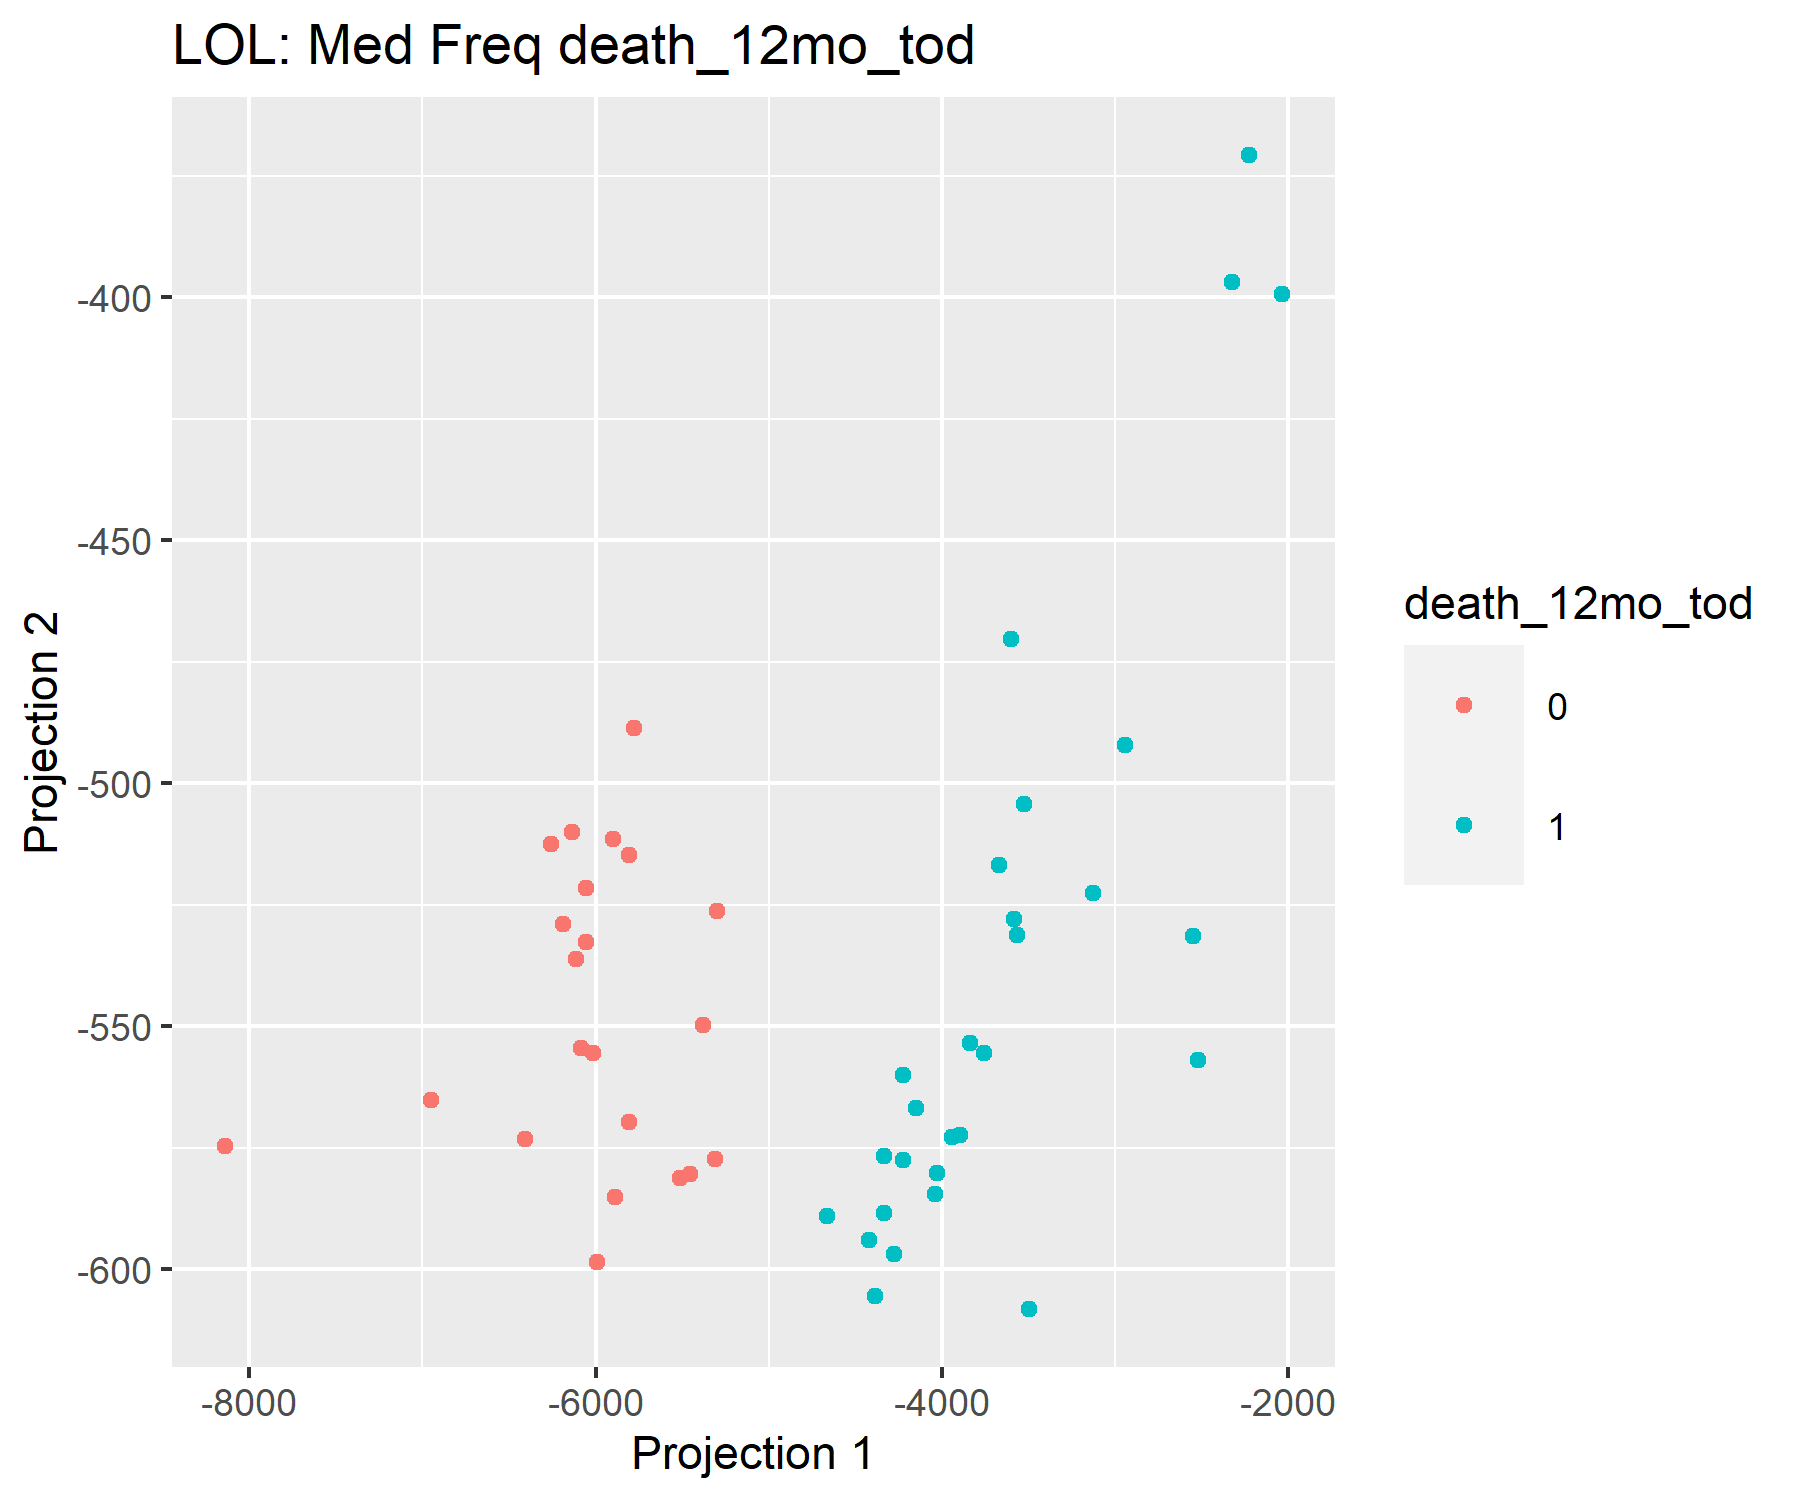 LOL: Med Freq death_12mo_tod
-400
-450
-500
-550
-600
Projection 2
-8000
-6000
-4000
-2000
Projection 1
death_12mo_tod
0
1